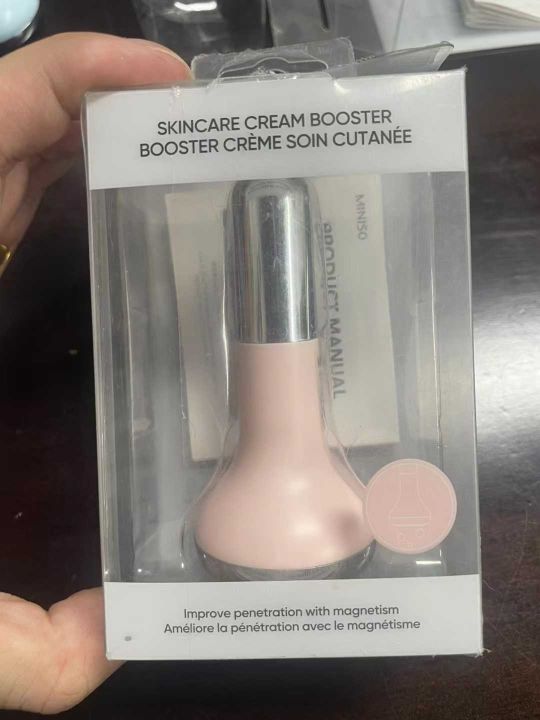 SKINCARE CREAM BOOSTER
BOOSTER CRÈME SOIN CUTANÉE
MINISO
PRODUCT MANUAL
Improve penetration with magnetism
Améliore la pénétration avec le magnétisme